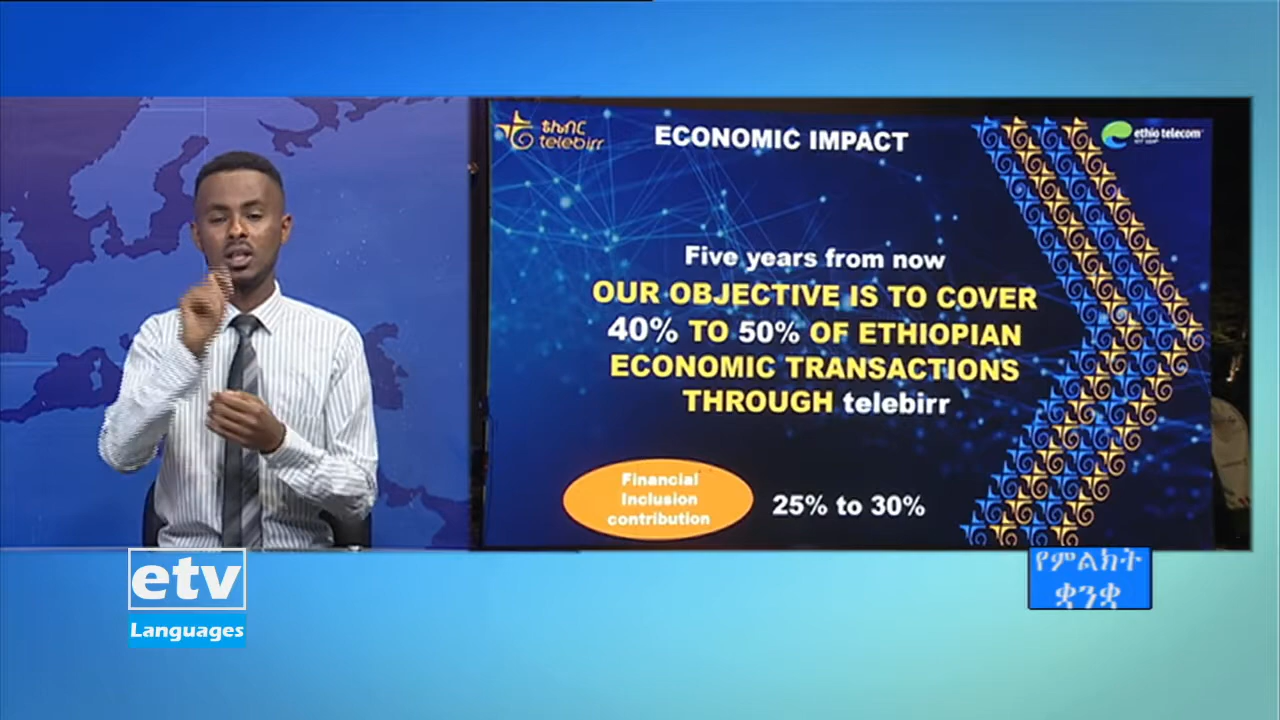 ቴሌብር
telebirr
ECONOMIC IMPACT
ethio telecom
Five years from now
OUR OBJECTIVE IS TO COVER
40% TO 50% OF ETHIOPIAN
ECONOMIC TRANSACTIONS
THROUGH telebirr
Financial
Inclusion
contribution
25% to 30%
etv
Languages
የምልክት
ቋንቋ